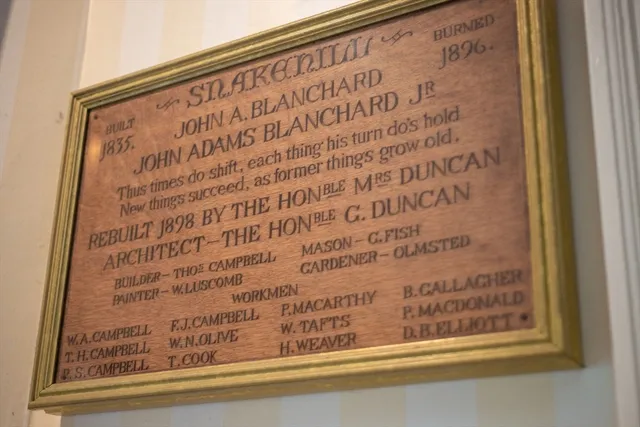 SNAKEHILL
BUILT 1835.
BURNED 1896.
JOHN A. BLANCHARD
JOHN ADAMS BLANCHARD JR
Thus times do shift, each thing his turn do's hold
New things succeed, as former things grow old.
REBUILT 1898 BY THE HONBLE MRS DUNCAN
ARCHITECT – THE HONBLE G. DUNCAN
BUILDER – THOS CAMPBELL MASON – G. FISH
PAINTER – W. LUSCOMB GARDENER – OLMSTED
WORKMEN
W. A. CAMPBELL F. J. CAMPBELL P. MACARTHY B. GALLAGHER
T. H. CAMPBELL W. N. OLIVE W. TAFTS P. MACDONALD
R. S. CAMPBELL T. COOK H. WEAVER D. B. ELLIOTT